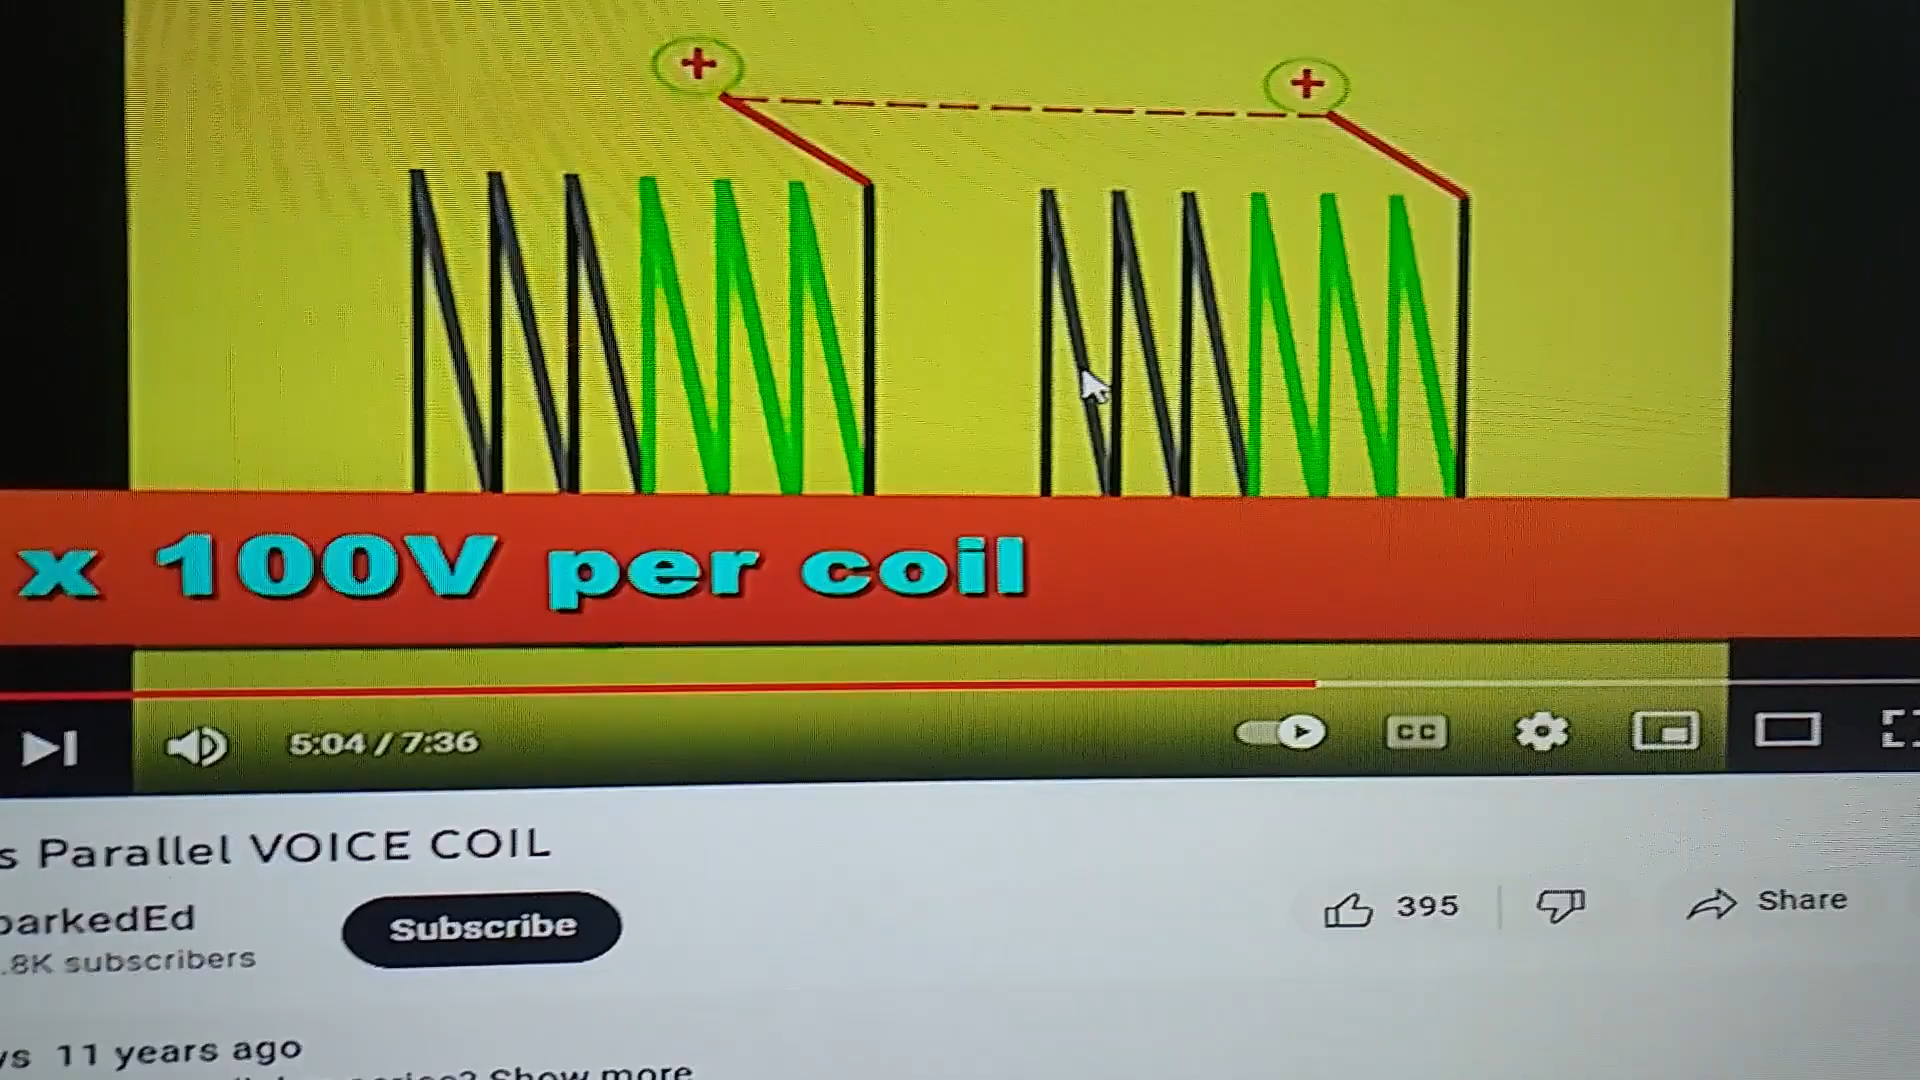 + +
x 100V per coil
5:04 / 7:36
CC
s Parallel VOICE COIL
parkedEd
Subscribe
.8K subscribers
395
Share
11 years ago
Show more